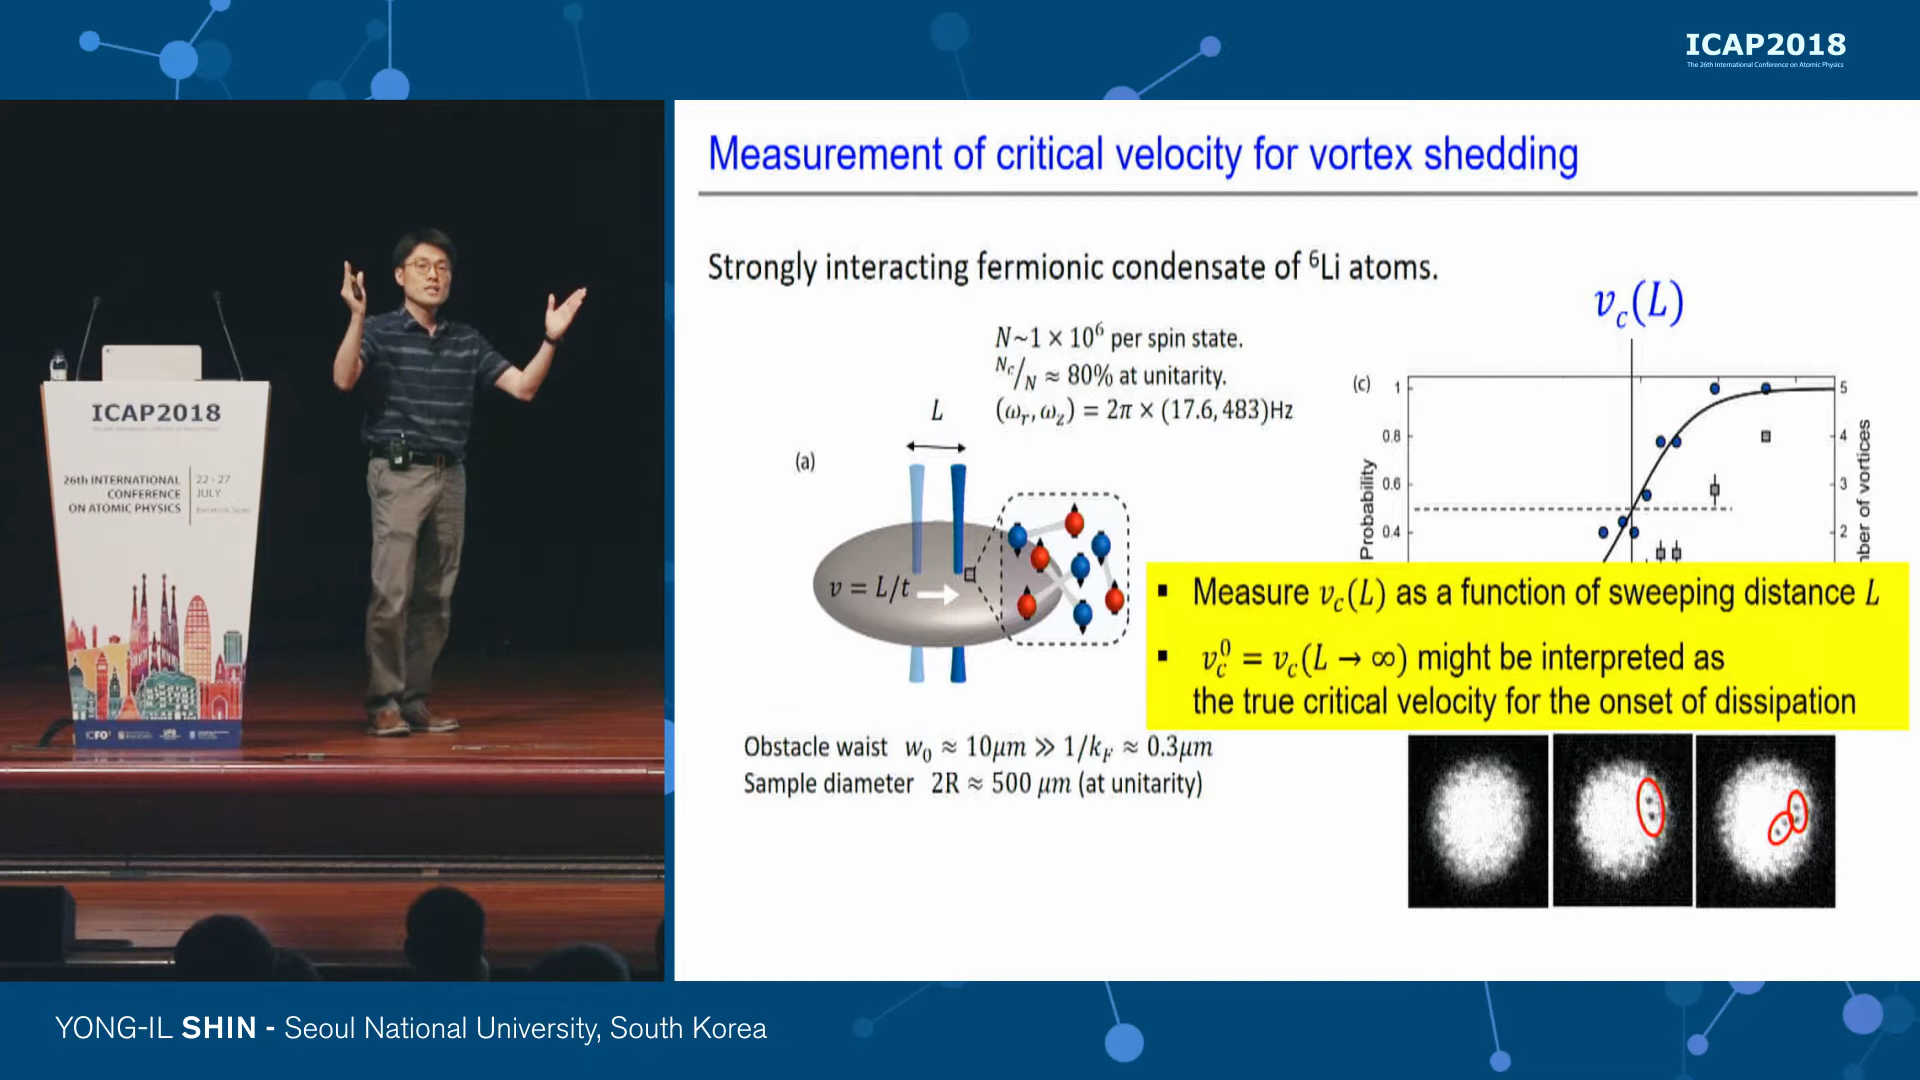 ICAP2018
The 26th International Conference on Atomic Physics
Measurement of critical velocity for vortex shedding
Strongly interacting fermionic condensate of ⁶Li atoms.
v_c(L)
N~1 × 10⁶ per spin state.
N_c/N ≈ 80% at unitarity.
(ω_r, ω_z) = 2π × (17.6, 483)Hz
L
(a)
v = L/t
(c)
1
0.8
0.6
0.4
Probability
5
4
3
2
ber of vortices
▪ Measure v_c(L) as a function of sweeping distance L
▪ v_c⁰ = v_c(L → ∞) might be interpreted as
the true critical velocity for the onset of dissipation
Obstacle waist w₀ ≈ 10μm ≫ 1/k_F ≈ 0.3μm
Sample diameter 2R ≈ 500 μm (at unitarity)
ICAP2018
26th INTERNATIONAL
CONFERENCE
ON ATOMIC PHYSICS
22 - 27
JULY
ICFO
YONG-IL SHIN - Seoul National University, South Korea